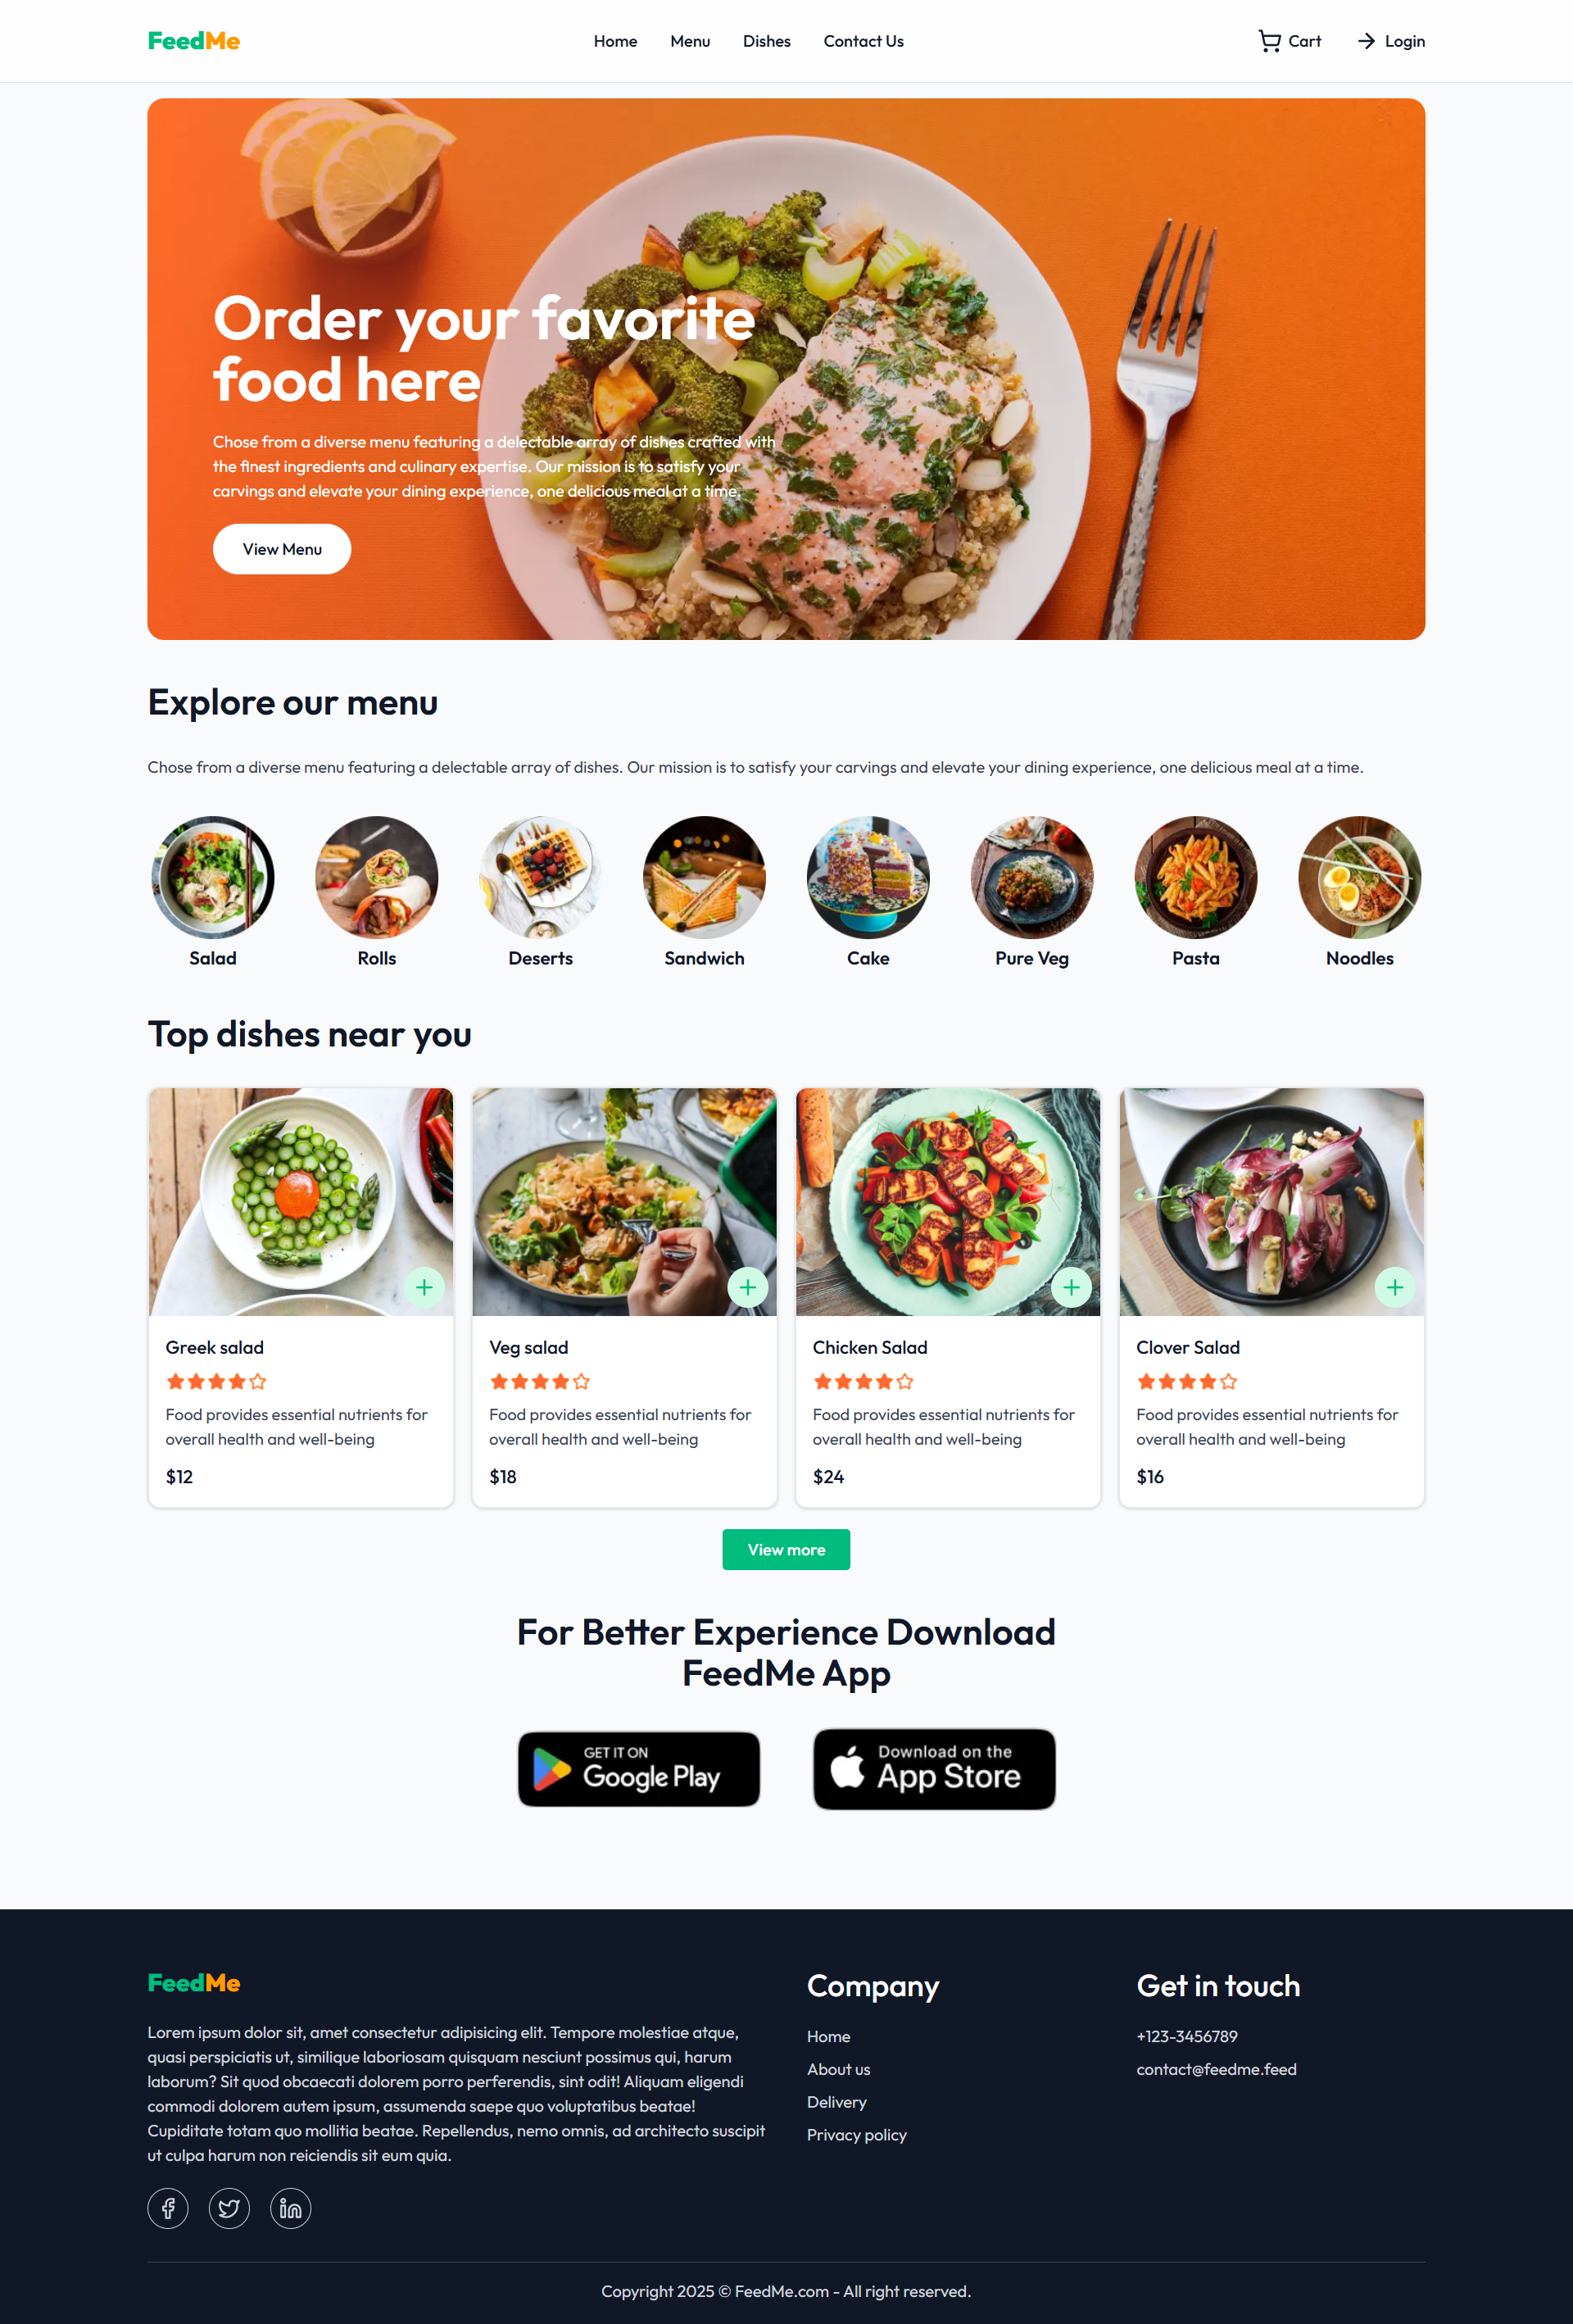 FeedMe
Home
Menu
Dishes
Contact Us
Cart
Login
Order your favorite
food here
Chose from a diverse menu featuring a delectable array of dishes crafted with
the finest ingredients and culinary expertise. Our mission is to satisfy your
carvings and elevate your dining experience, one delicious meal at a time.
View Menu
Explore our menu
Chose from a diverse menu featuring a delectable array of dishes. Our mission is to satisfy your carvings and elevate your dining experience, one delicious meal at a time.
Salad
Rolls
Deserts
Sandwich
Cake
Pure Veg
Pasta
Noodles
Top dishes near you
Greek salad
Food provides essential nutrients for
overall health and well-being
$12
Veg salad
Food provides essential nutrients for
overall health and well-being
$18
Chicken Salad
Food provides essential nutrients for
overall health and well-being
$24
Clover Salad
Food provides essential nutrients for
overall health and well-being
$16
View more
For Better Experience Download
FeedMe App
GET IT ON
Google Play
Download on the
App Store
FeedMe
Lorem ipsum dolor sit, amet consectetur adipisicing elit. Tempore molestiae atque,
quasi perspiciatis ut, similique laboriosam quisquam nesciunt possimus qui, harum
laborum? Sit quod obcaecati dolorem porro perferendis, sint odit! Aliquam eligendi
commodi dolorem autem ipsum, assumenda saepe quo voluptatibus beatae!
Cupiditate totam quo mollitia beatae. Repellendus, nemo omnis, ad architecto suscipit
ut culpa harum non reiciendis sit eum quia.
Company
Home
About us
Delivery
Privacy policy
Get in touch
+123-3456789
contact@feedme.feed
Copyright 2025 © FeedMe.com - All right reserved.